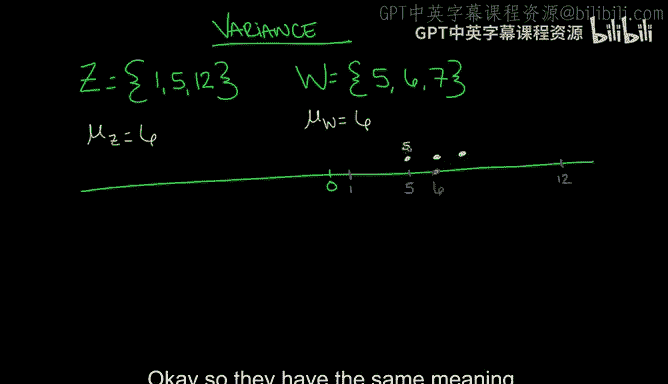 GPT中英字幕课程资源@bilibili.com
VARIANCE
GPT中英字幕课程资源 bilibili
Z = {1, 5, 12} W = {5, 6, 7}
μz = 6 μw = 6
5
0 1 5 6 12
Okay so they have the same meaning